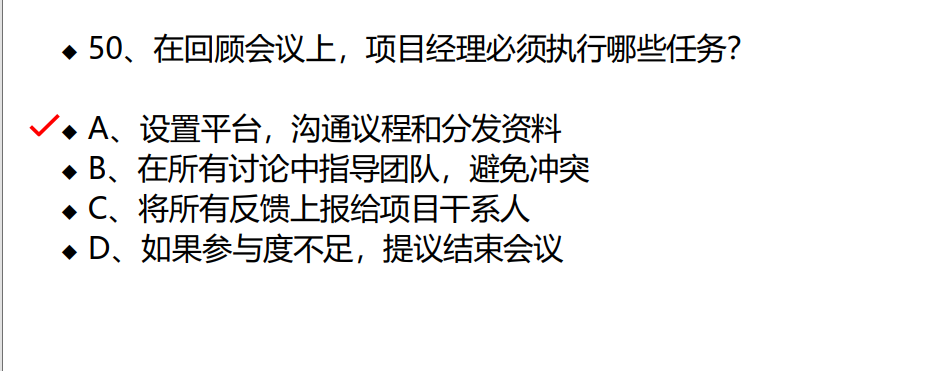 ◆ 50、在回顾会议上，项目经理必须执行哪些任务？
◆ A、设置平台，沟通议程和分发资料
◆ B、在所有讨论中指导团队，避免冲突
◆ C、将所有反馈上报给项目干系人
◆ D、如果参与度不足，提议结束会议